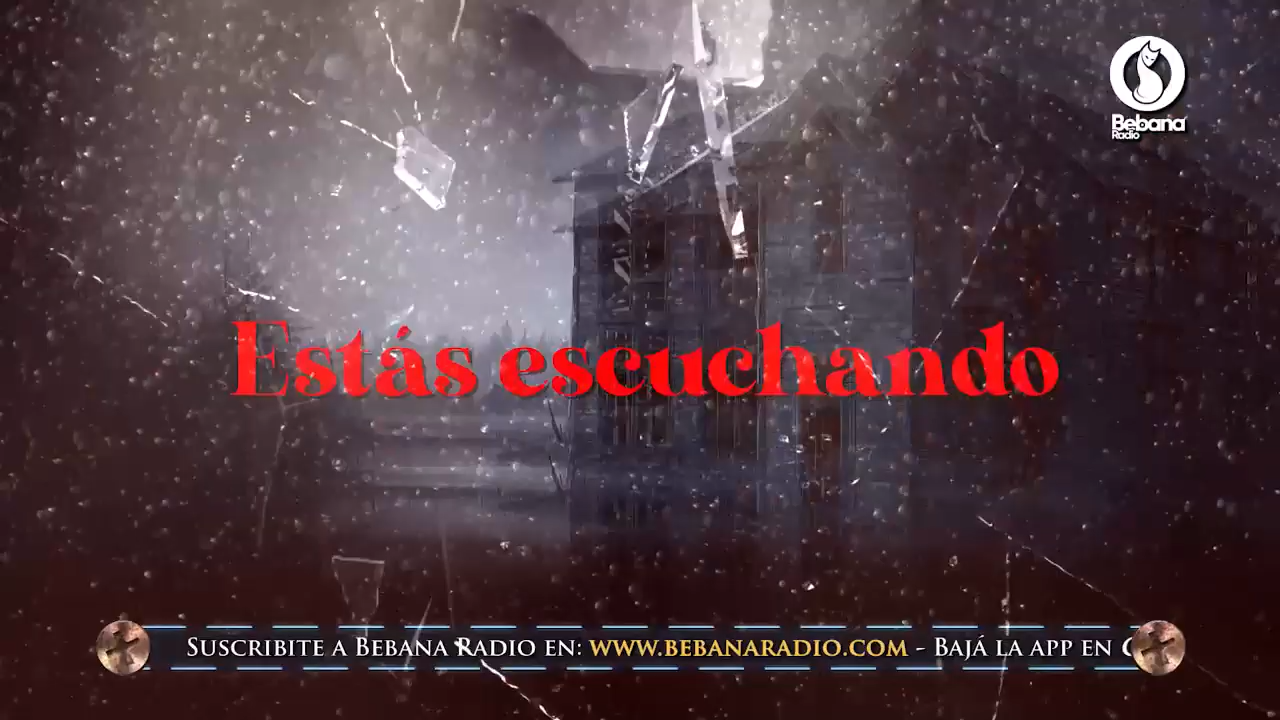 Bebana
Radio
Estás escuchando
Suscribite a Bebana Radio en: www.bebanaradio.com - Bajá la app en